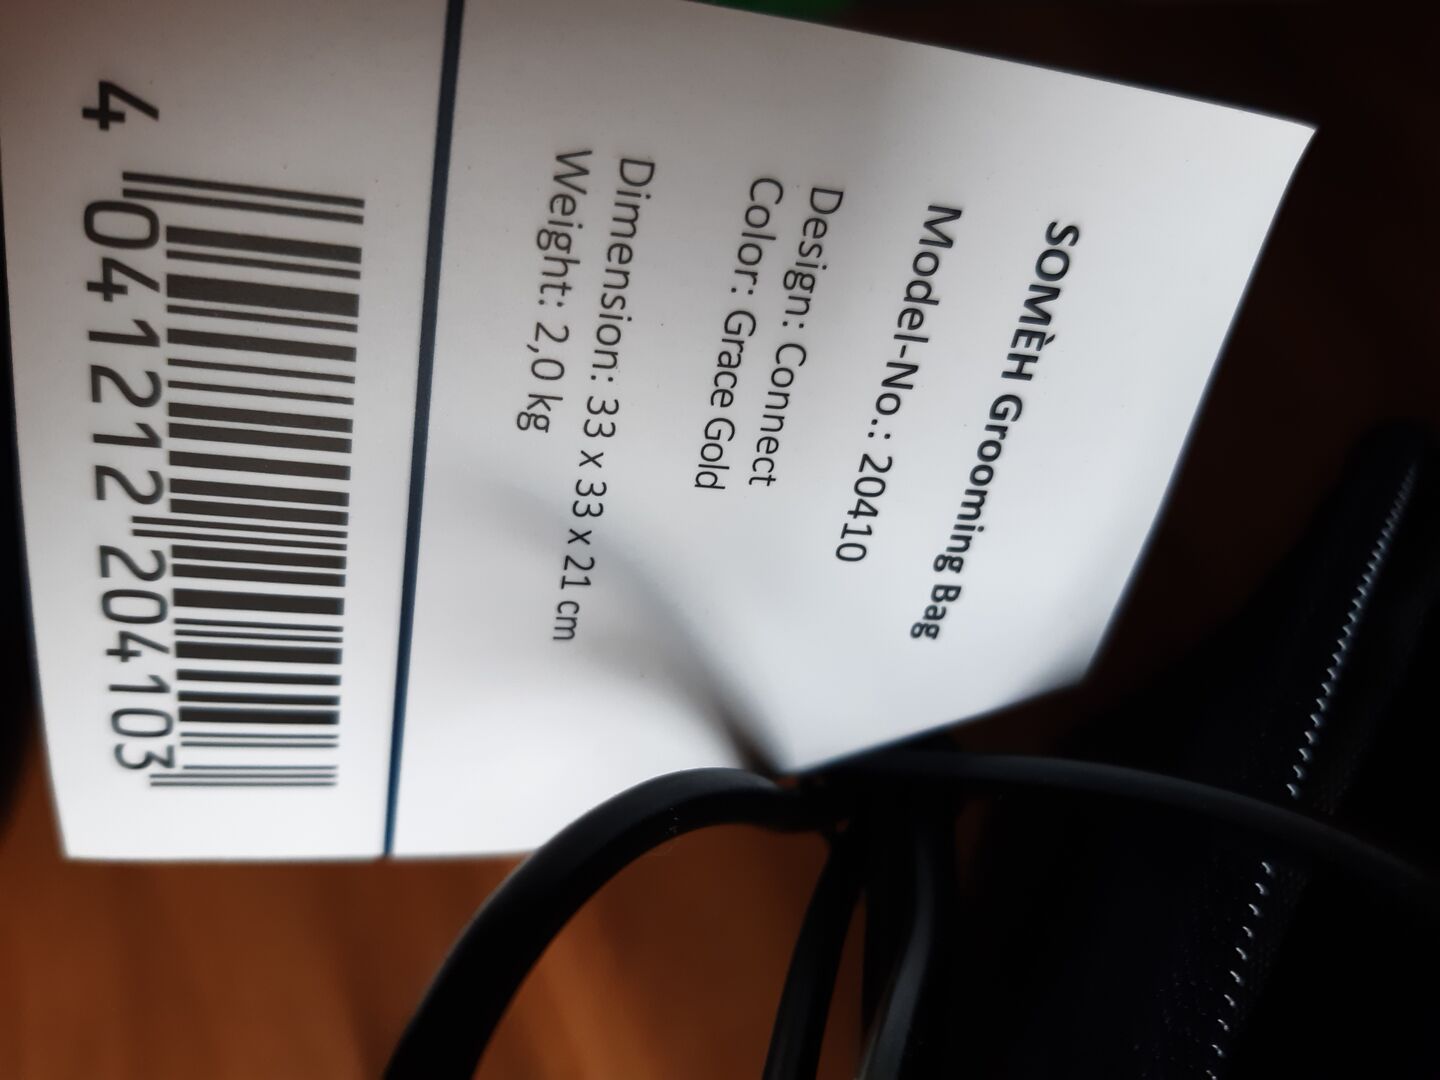 SOMÈH Grooming Bag
Model-No.: 20410
Design: Connect
Color: Grace Gold
Dimension: 33 x 33 x 21 cm
Weight: 2,0 kg
4 041212 204103